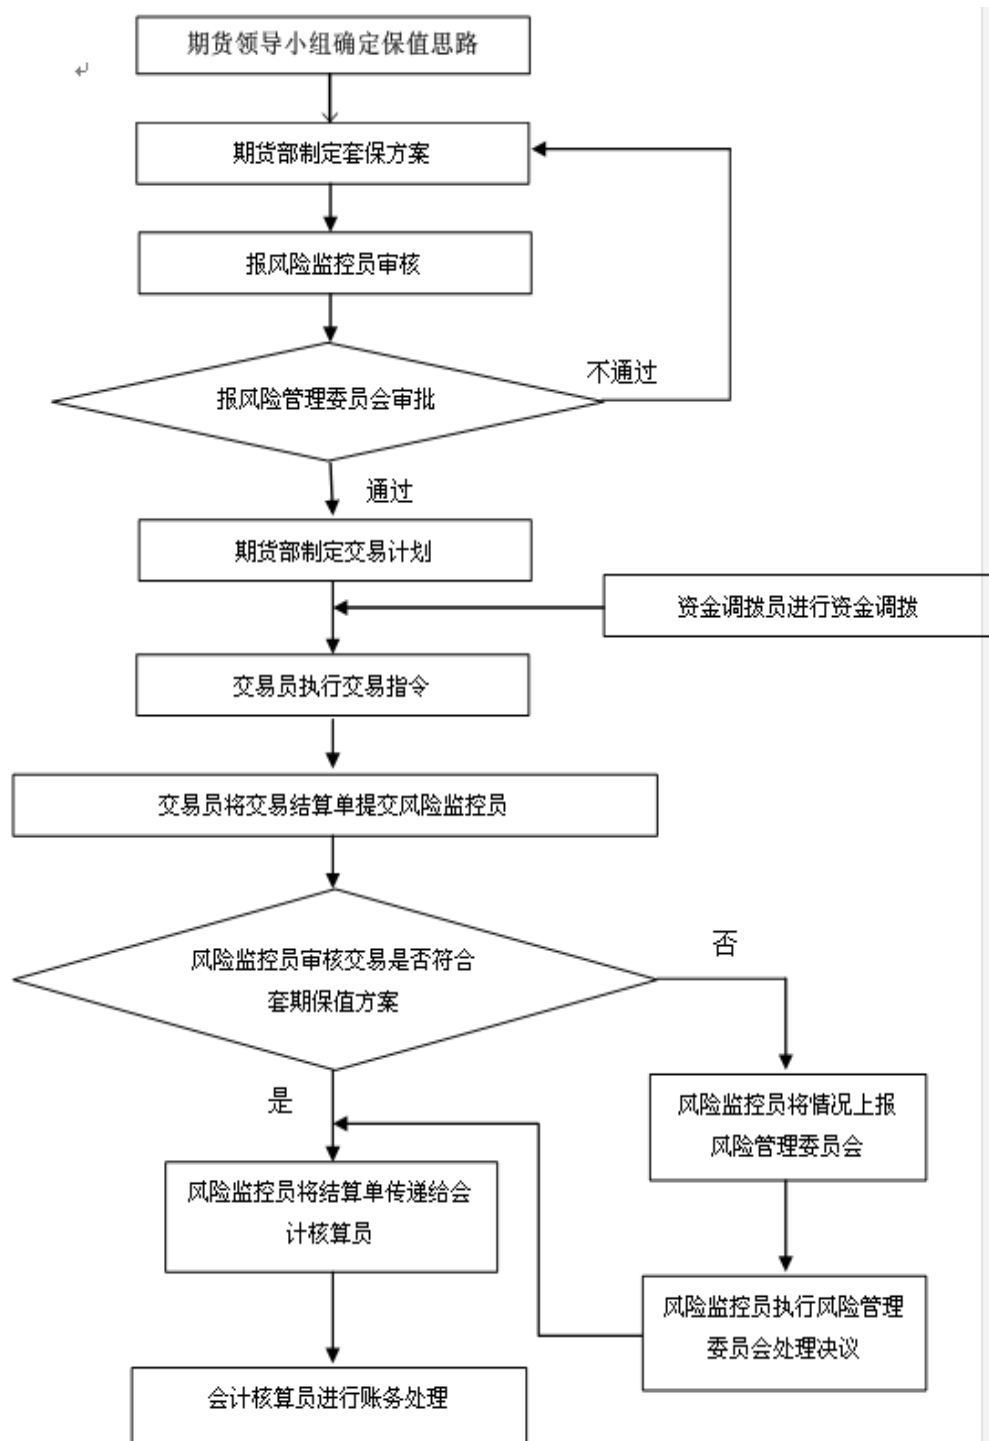 期货领导小组确定保值思路
期货部制定套保方案
报风险监控员审核
不通过
报风险管理委员会审批
通过
期货部制定交易计划
资金调拨员进行资金调拨
交易员执行交易指令
交易员将交易结算单提交风险监控员
否
风险监控员审核交易是否符合
套期保值方案
是
风险监控员将情况上报
风险管理委员会
风险监控员将结算单传递给会
计核算员
风险监控员执行风险管理
委员会处理决议
会计核算员进行账务处理